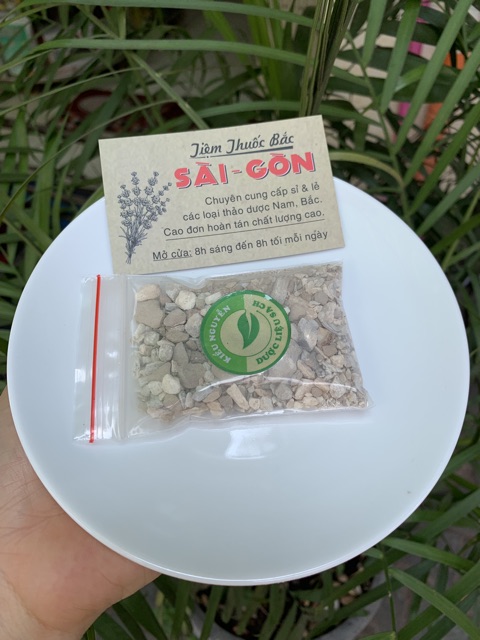 Tiệm Thuốc Bắc
SÀI-GÒN
Chuyên cung cấp sỉ & lẻ
các loại thảo dược Nam, Bắc.
Cao đơn hoàn tán chất lượng cao.
Mở cửa: 8h sáng đến 8h tối mỗi ngày
KIỀU NGUYÊN
DƯỢC LIỆU SẠCH